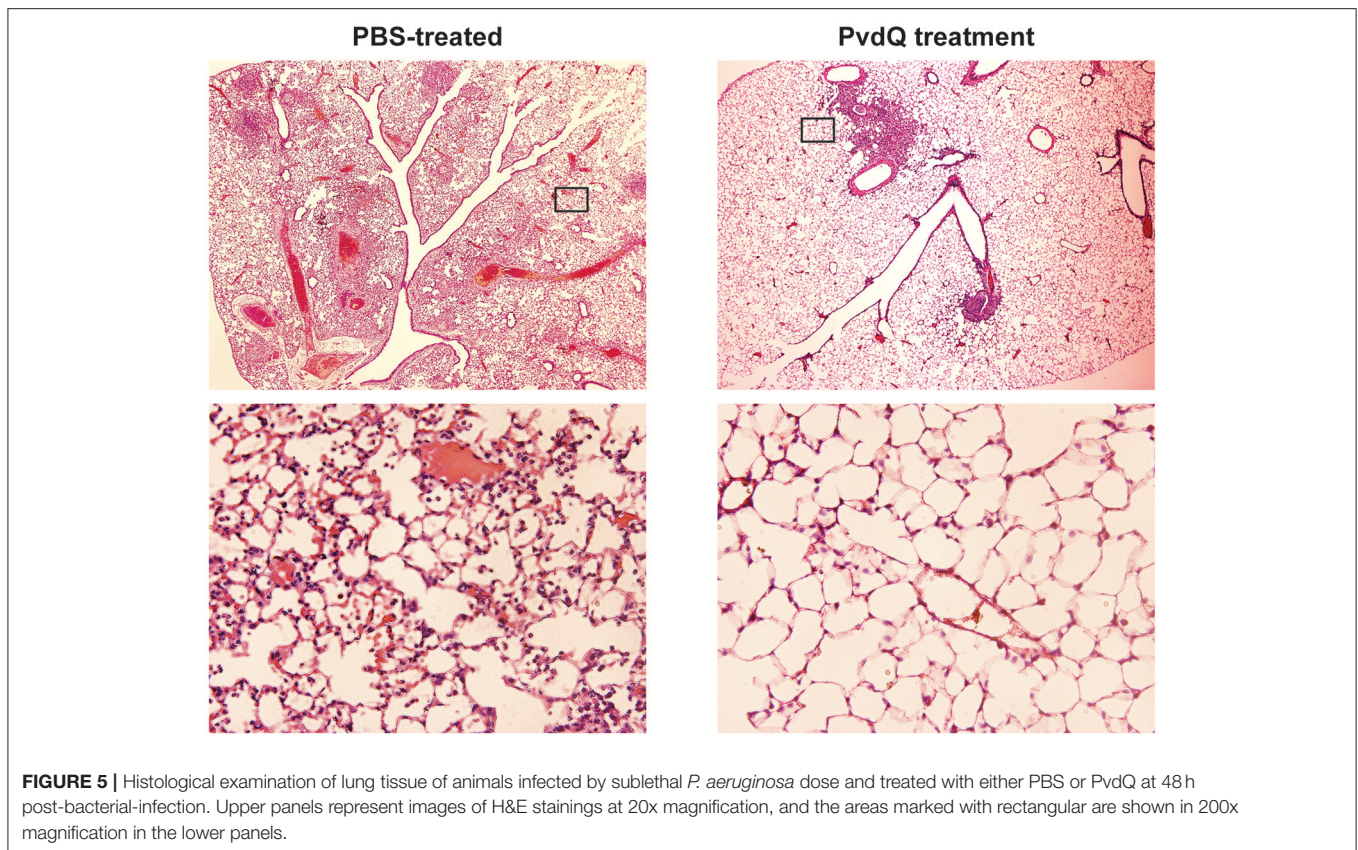 PBS-treated
PvdQ treatment
FIGURE 5 | Histological examination of lung tissue of animals infected by sublethal P. aeruginosa dose and treated with either PBS or PvdQ at 48 h
post-bacterial-infection. Upper panels represent images of H&E stainings at 20x magnification, and the areas marked with rectangular are shown in 200x
magnification in the lower panels.